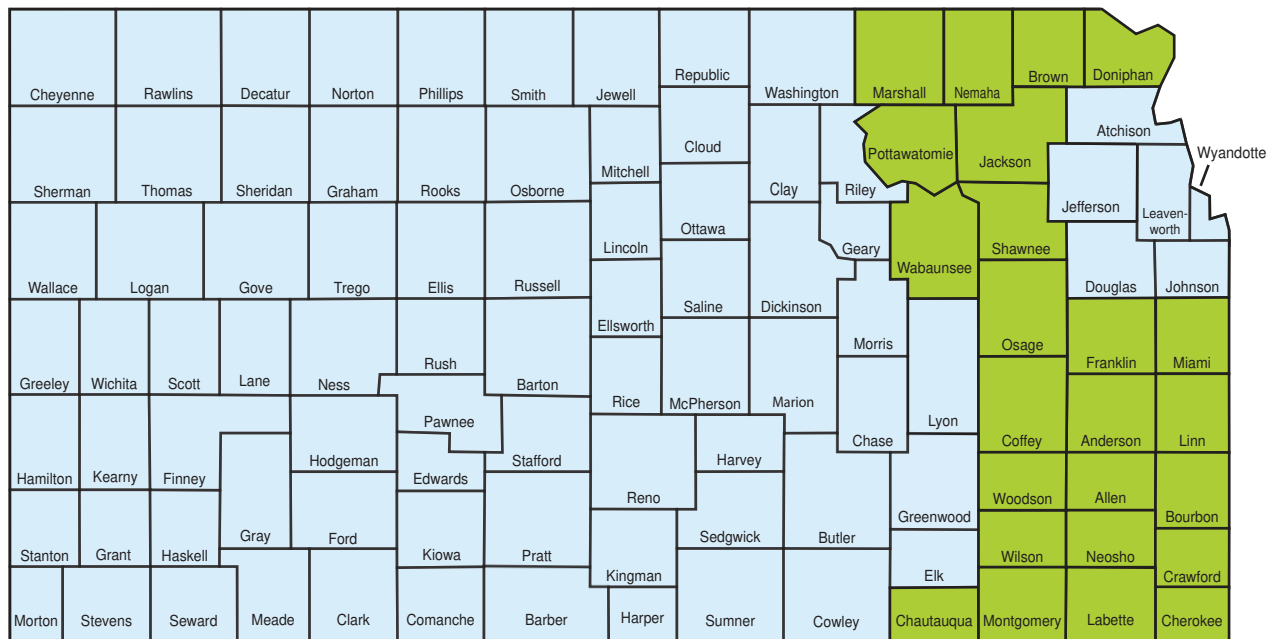 Cheyenne
Rawlins
Decatur
Norton
Phillips
Smith
Jewell
Republic
Washington
Marshall
Nemaha
Brown
Doniphan
Sherman
Thomas
Sheridan
Graham
Rooks
Osborne
Mitchell
Cloud
Clay
Riley
Pottawatomie
Jackson
Atchison
Wyandotte
Jefferson
Leaven-
worth
Wallace
Logan
Gove
Trego
Ellis
Russell
Lincoln
Ottawa
Saline
Dickinson
Geary
Wabaunsee
Shawnee
Douglas
Johnson
Greeley
Wichita
Scott
Lane
Ness
Rush
Barton
Ellsworth
Rice
McPherson
Marion
Morris
Chase
Lyon
Osage
Franklin
Miami
Pawnee
Hamilton
Kearny
Finney
Hodgeman
Edwards
Stafford
Reno
Harvey
Coffey
Anderson
Linn
Stanton
Grant
Haskell
Gray
Ford
Kiowa
Pratt
Kingman
Sedgwick
Butler
Greenwood
Elk
Woodson
Allen
Bourbon
Wilson
Neosho
Crawford
Morton
Stevens
Seward
Meade
Clark
Comanche
Barber
Harper
Sumner
Cowley
Chautauqua
Montgomery
Labette
Cherokee